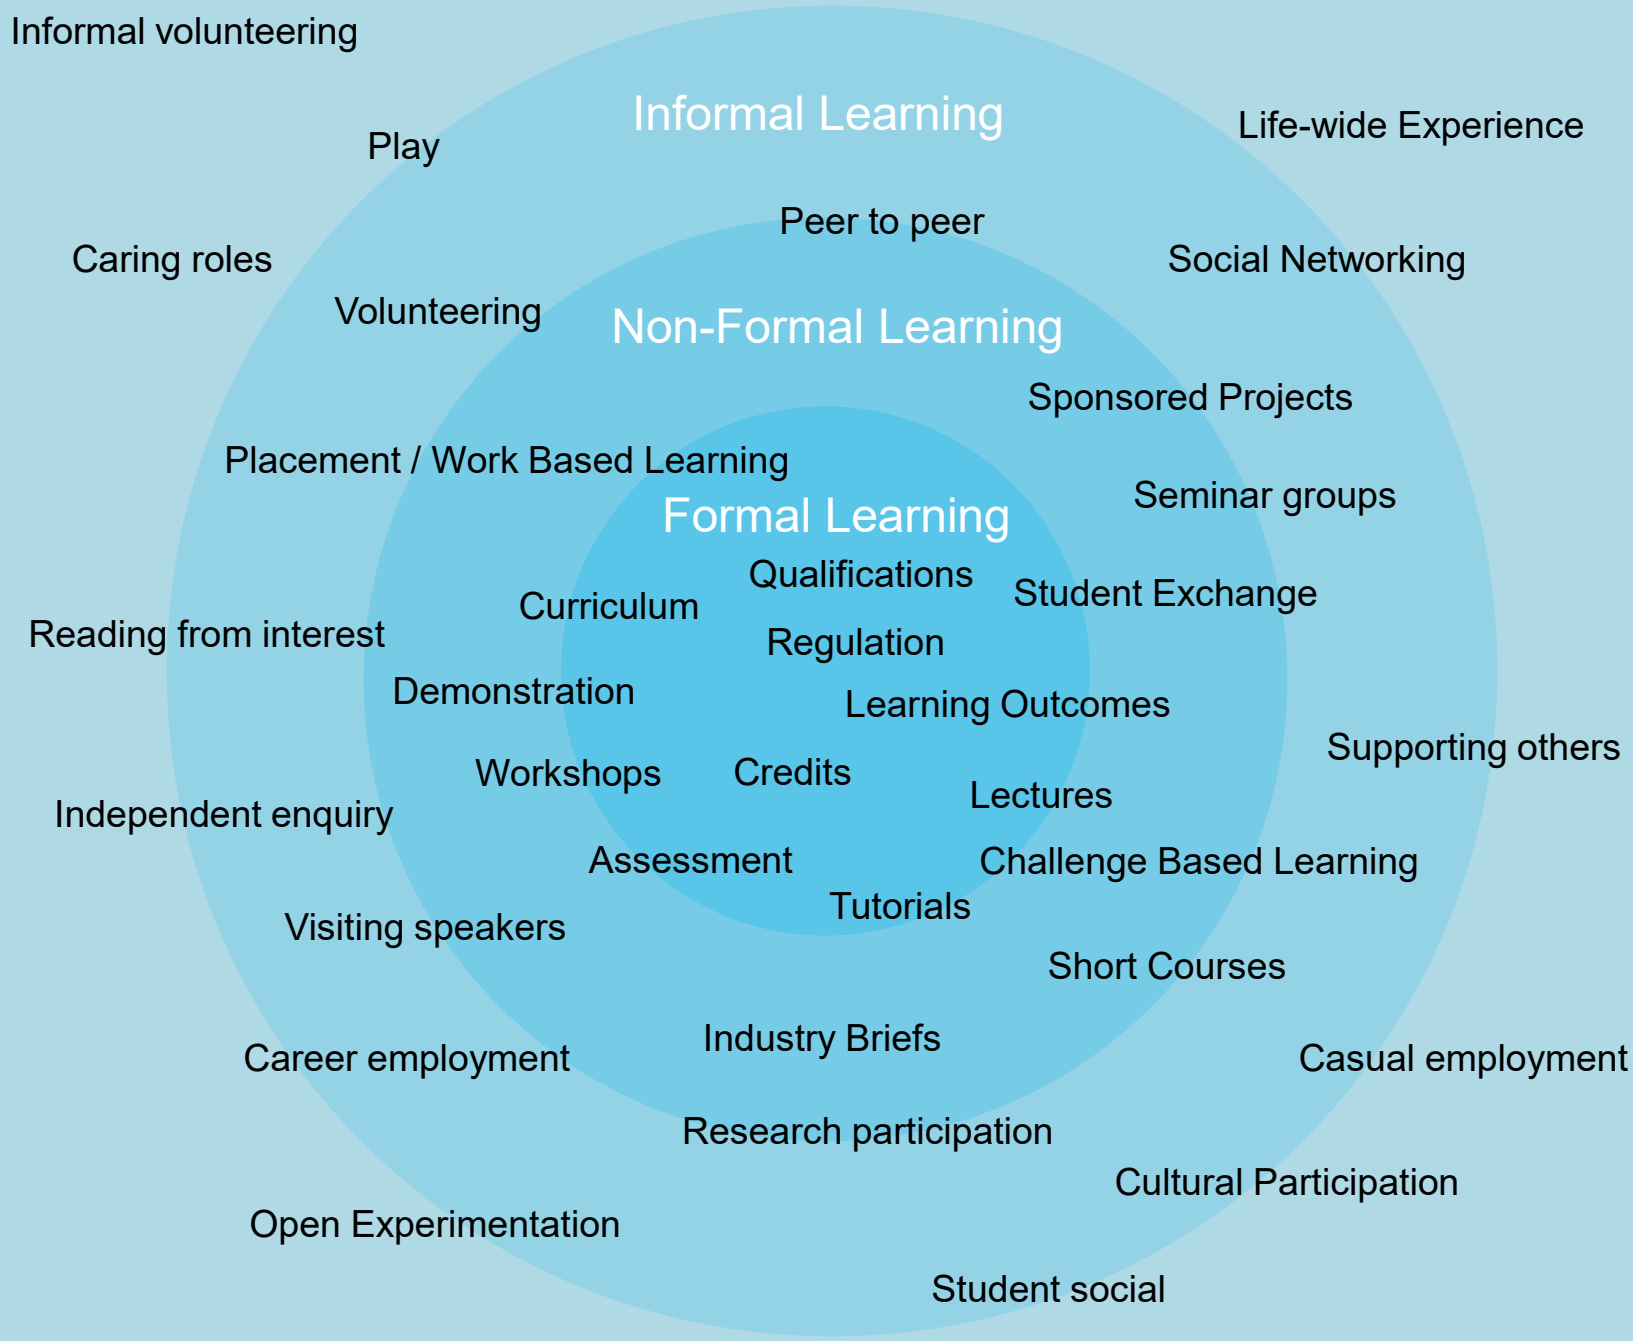 Informal volunteering
Informal Learning
Life-wide Experience
Play
Peer to peer
Caring roles
Social Networking
Volunteering
Non-Formal Learning
Sponsored Projects
Placement / Work Based Learning
Seminar groups
Formal Learning
Qualifications
Student Exchange
Curriculum
Reading from interest
Regulation
Demonstration
Learning Outcomes
Supporting others
Workshops
Credits
Lectures
Independent enquiry
Assessment
Challenge Based Learning
Tutorials
Visiting speakers
Short Courses
Industry Briefs
Career employment
Casual employment
Research participation
Cultural Participation
Open Experimentation
Student social